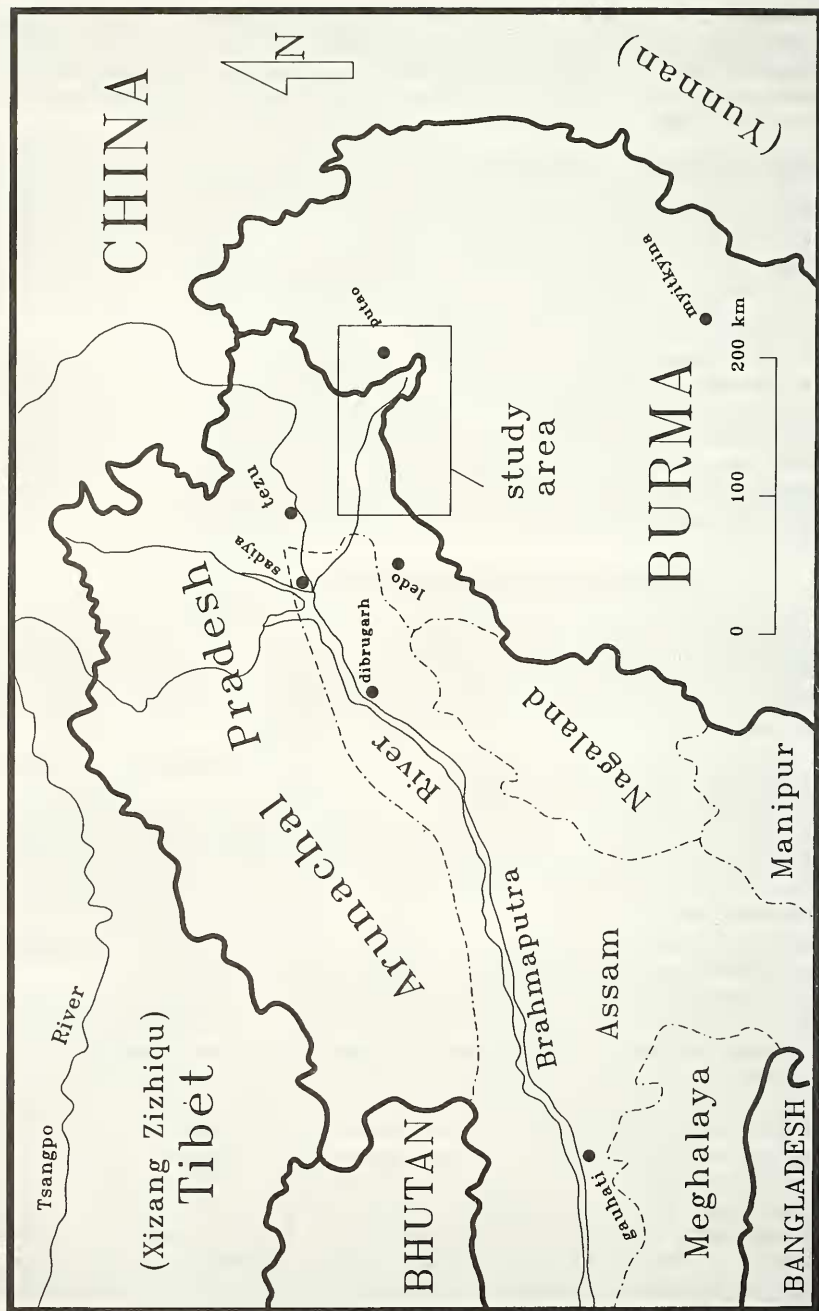 CHINA
N
(Yunnan)
Tsangpo
River
(Xizang Zizhiqu)
Tibet
Arunachal
Pradesh
tezu
sadiya
putao
BHUTAN
dibrugarh
ledo
study
area
River
Brahmaputra
Nagaland
myitkyina
BURMA
Assam
gauhati
Meghalaya
Manipur
BANGLADESH
0
100
200 km